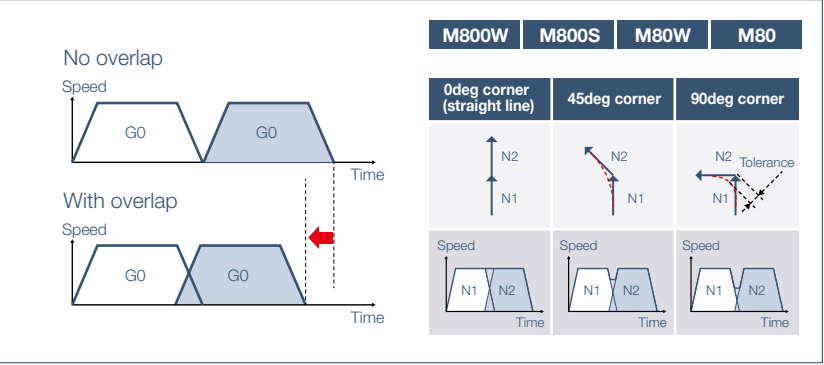 No overlap
Speed
G0
G0
Time
With overlap
Speed
G0
G0
Time
M800W
M800S
M80W
M80
0deg corner
(straight line)
45deg corner
90deg corner
N2
N1
N2
N1
N2
Tolerance
N1
Speed
N1
N2
Time
Speed
N1
N2
Time
Speed
N1
N2
Time